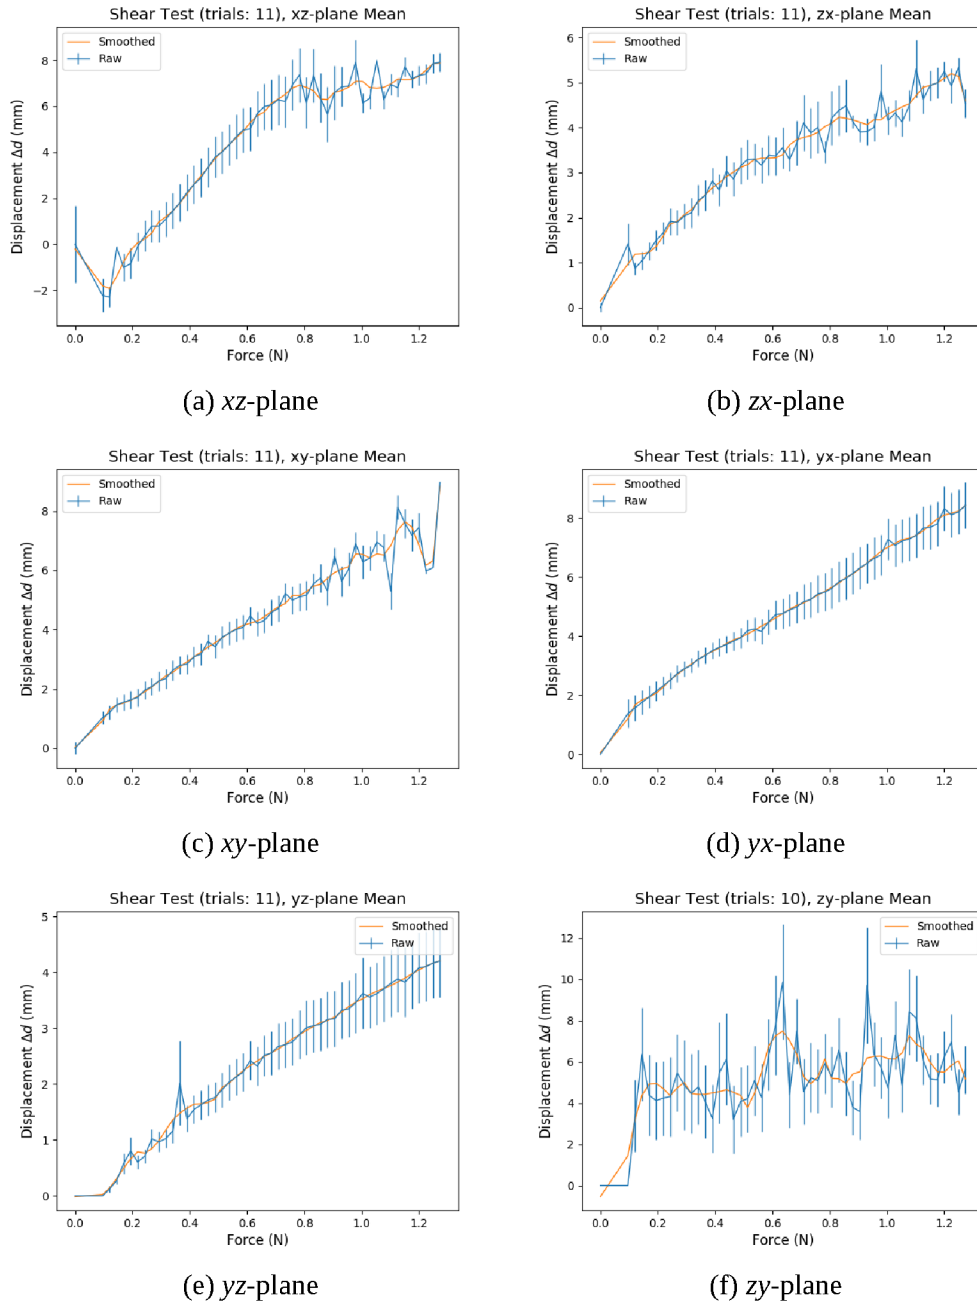 Shear Test (trials: 11), xz-plane Mean
Smoothed
Raw
8
6
4
2
0
−2
Displacement Δd (mm)
0.0 0.2 0.4 0.6 0.8 1.0 1.2
Force (N)
(a) xz-plane
Shear Test (trials: 11), zx-plane Mean
Smoothed
Raw
6
5
4
3
2
1
0
Displacement Δd (mm)
0.0 0.2 0.4 0.6 0.8 1.0 1.2
Force (N)
(b) zx-plane
Shear Test (trials: 11), xy-plane Mean
Smoothed
Raw
8
6
4
2
0
Displacement Δd (mm)
0.0 0.2 0.4 0.6 0.8 1.0 1.2
Force (N)
(c) xy-plane
Shear Test (trials: 11), yx-plane Mean
Smoothed
Raw
8
6
4
2
0
Displacement Δd (mm)
0.0 0.2 0.4 0.6 0.8 1.0 1.2
Force (N)
(d) yx-plane
Shear Test (trials: 11), yz-plane Mean
Smoothed
Raw
5
4
3
2
1
0
Displacement Δd (mm)
0.0 0.2 0.4 0.6 0.8 1.0 1.2
Force (N)
(e) yz-plane
Shear Test (trials: 10), zy-plane Mean
Smoothed
Raw
12
10
8
6
4
2
0
Displacement Δd (mm)
0.0 0.2 0.4 0.6 0.8 1.0 1.2
Force (N)
(f) zy-plane